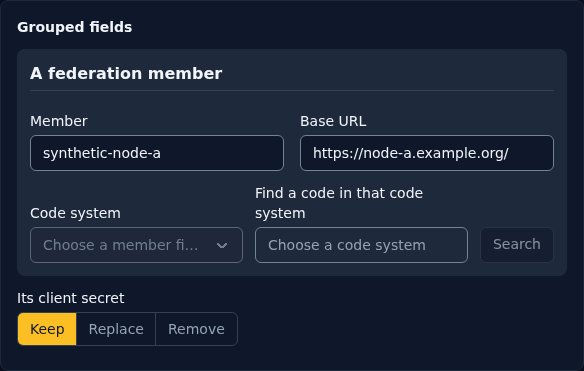 Grouped fields
A federation member
Member
Base URL
synthetic-node-a
https://node-a.example.org/
Code system
Find a code in that code
system
Choose a member fi...
Choose a code system
Search
Its client secret
Keep
Replace
Remove